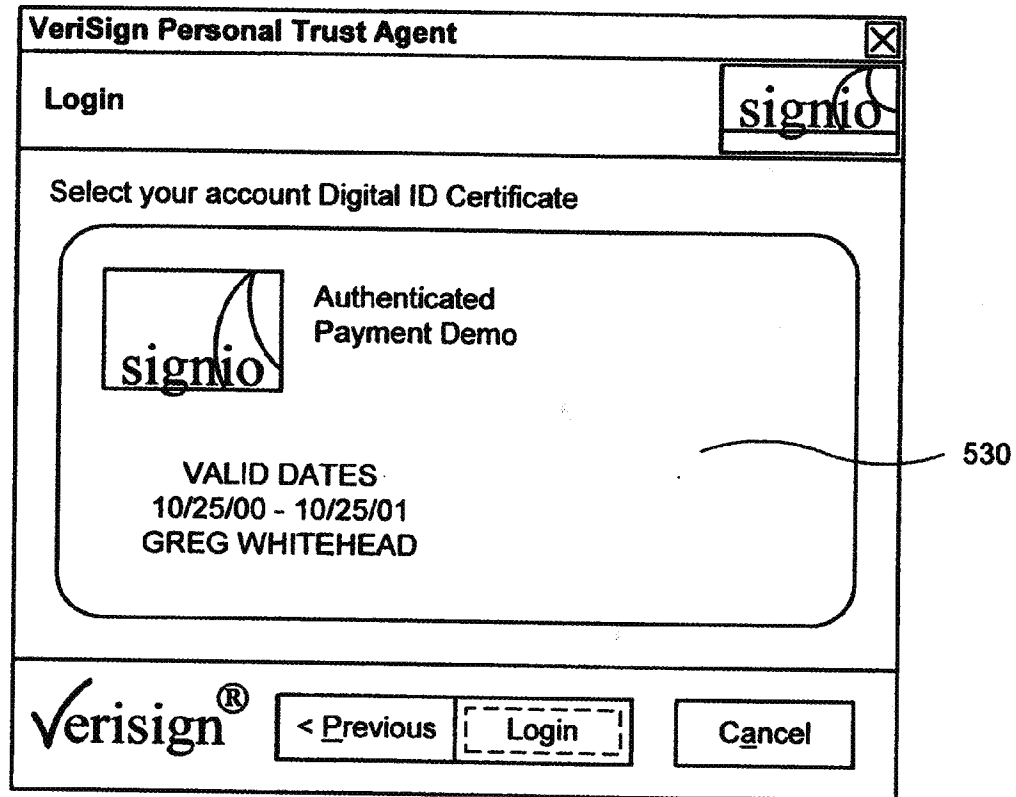 VeriSign Personal Trust Agent
Login
signio
Select your account Digital ID Certificate
signio
Authenticated
Payment Demo
530
VALID DATES
10/25/00 - 10/25/01
GREG WHITEHEAD
Verisign®
< Previous
Login
Cancel